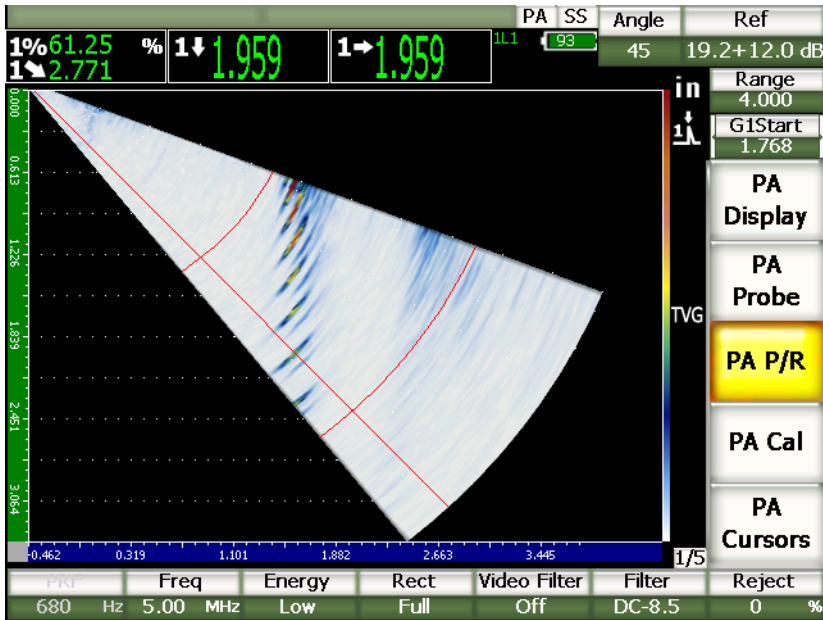 PA SS Angle Ref
1% 61.25 % 1 1.959 1 1.959 1L1 93 45 19.2+12.0 dB
1 2.771
in Range
4.000
G1Start
1.768
0.000
0.613
1.226
1.839
2.451
3.064
1
TVG
PA
Display
PA
Probe
PA P/R
PA Cal
PA
Cursors
-0.462 0.319 1.101 1.882 2.663 3.445 1/5
PRF Freq Energy Rect Video Filter Filter Reject
680 Hz 5.00 MHz Low Full Off DC-8.5 0 %